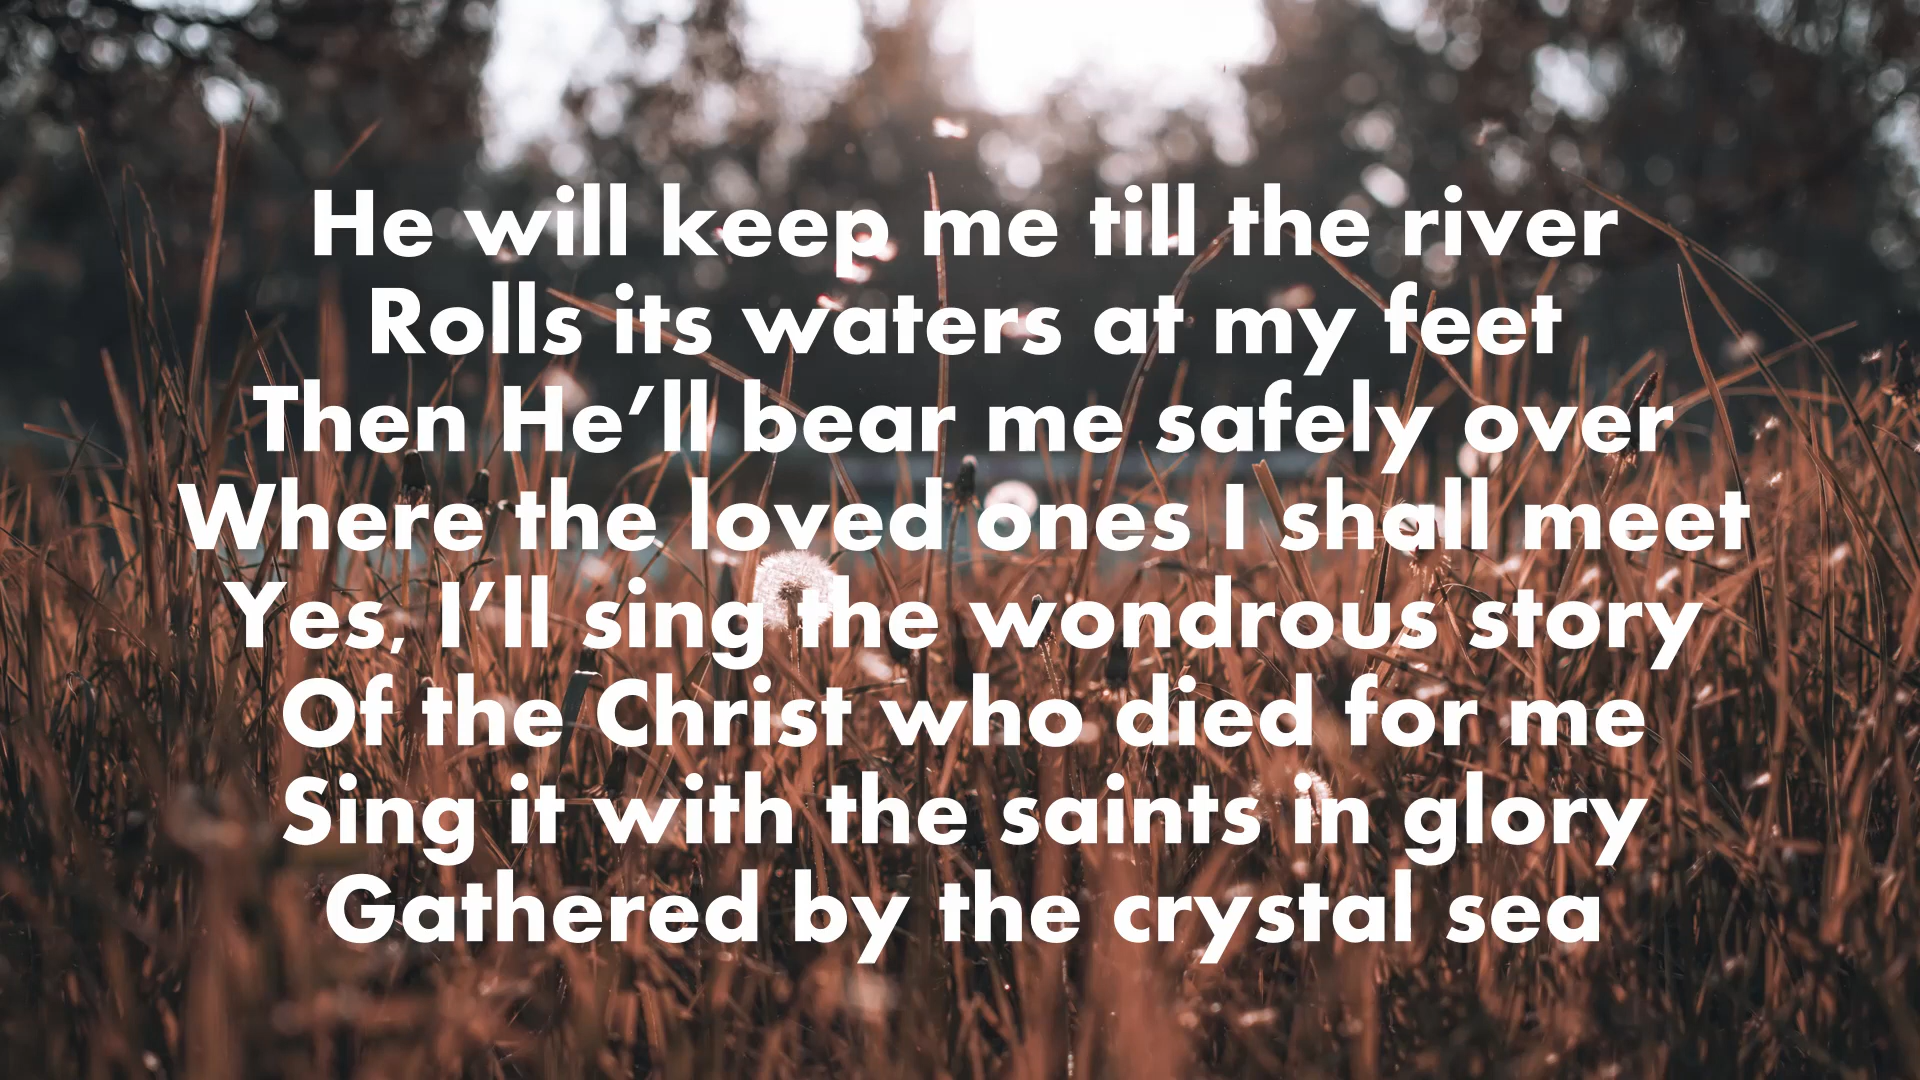 He will keep me till the river
Rolls its waters at my feet
Then He’ll bear me safely over
Where the loved ones I shall meet
Yes, I’ll sing the wondrous story
Of the Christ who died for me
Sing it with the saints in glory
Gathered by the crystal sea